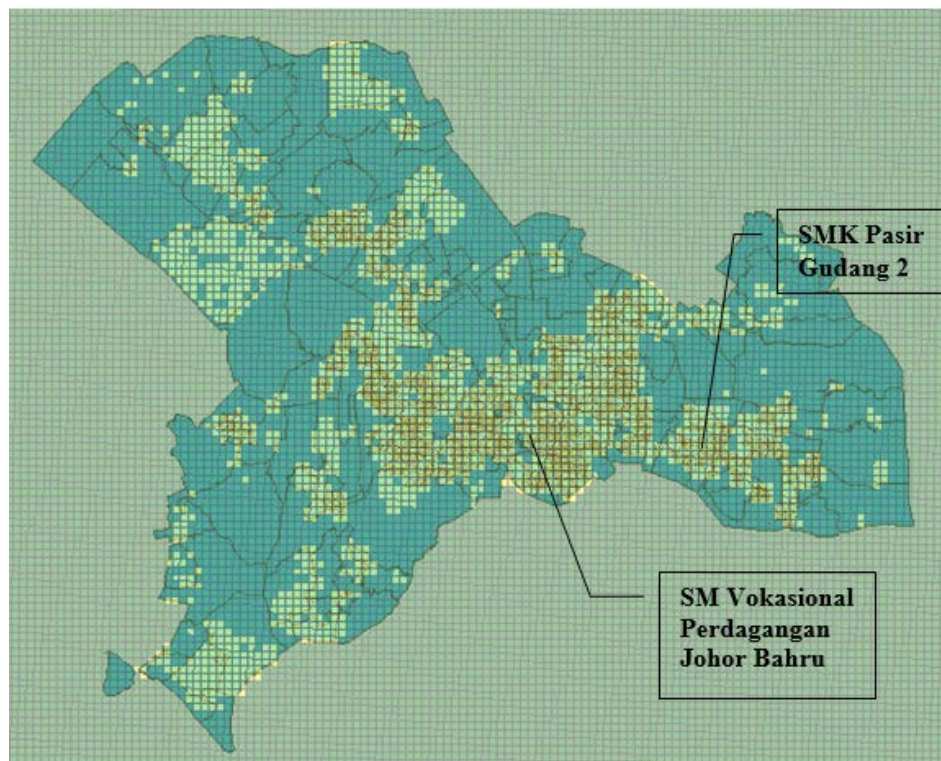 SMK Pasir
Gudang 2
SM Vokasional
Perdagangan
Johor Bahru